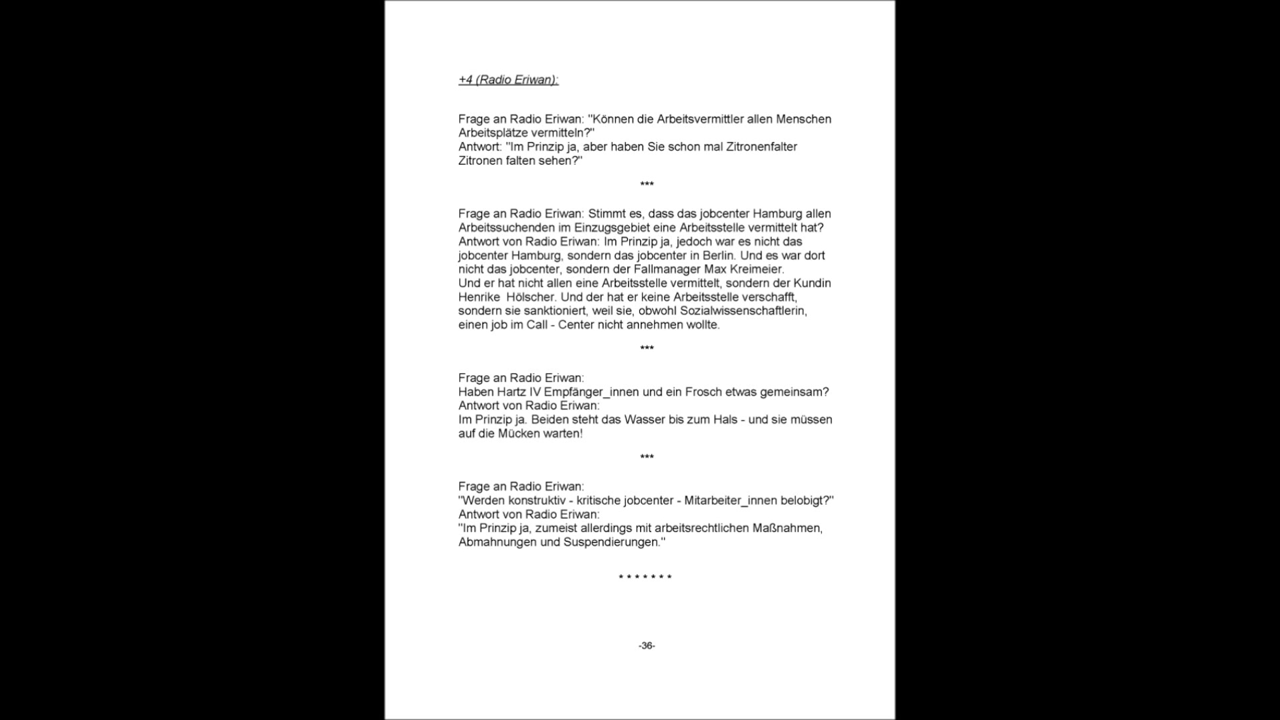 +4 (Radio Eriwan):
Frage an Radio Eriwan: "Können die Arbeitsvermittler allen Menschen
Arbeitsplätze vermitteln?"
Antwort: "Im Prinzip ja, aber haben Sie schon mal Zitronenfalter
Zitronen falten sehen?"
***
Frage an Radio Eriwan: Stimmt es, dass das jobcenter Hamburg allen
Arbeitssuchenden im Einzugsgebiet eine Arbeitsstelle vermittelt hat?
Antwort von Radio Eriwan: Im Prinzip ja, jedoch war es nicht das
jobcenter Hamburg, sondern das jobcenter in Berlin. Und es war dort
nicht das jobcenter, sondern der Fallmanager Max Kreimeier.
Und er hat nicht allen eine Arbeitsstelle vermittelt, sondern der Kundin
Henrike  Hölscher. Und der hat er keine Arbeitsstelle verschafft,
sondern sie sanktioniert, weil sie, obwohl Sozialwissenschaftlerin,
einen job im Call - Center nicht annehmen wollte.
***
Frage an Radio Eriwan:
Haben Hartz IV Empfänger_innen und ein Frosch etwas gemeinsam?
Antwort von Radio Eriwan:
Im Prinzip ja. Beiden steht das Wasser bis zum Hals - und sie müssen
auf die Mücken warten!
***
Frage an Radio Eriwan:
"Werden konstruktiv - kritische jobcenter - Mitarbeiter_innen belobigt?"
Antwort von Radio Eriwan:
"Im Prinzip ja, zumeist allerdings mit arbeitsrechtlichen Maßnahmen,
Abmahnungen und Suspendierungen."
* * * * * * *
-36-